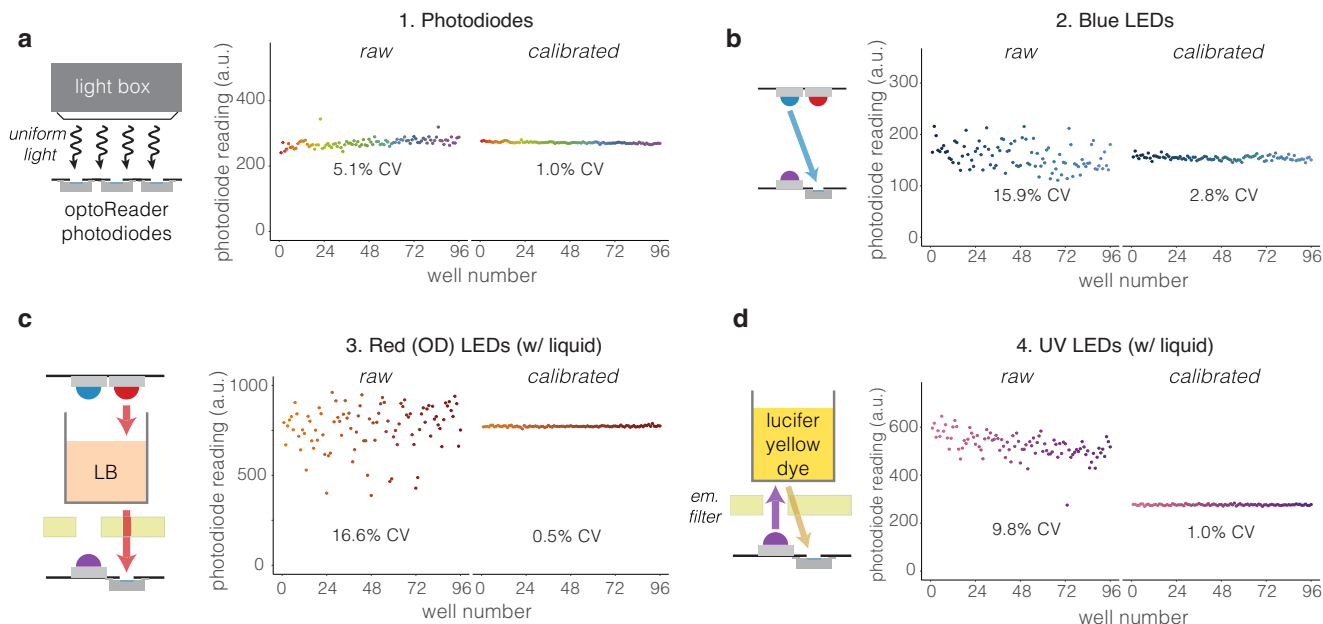 a
1. Photodiodes
light box
uniform
light
optoReader
photodiodes
photodiode reading (a.u.)
raw
calibrated
400
200
0
5.1% CV
1.0% CV
0 24 48 72 96 0 24 48 72 96
well number
b
2. Blue LEDs
photodiode reading (a.u.)
raw
calibrated
300
200
100
0
15.9% CV
2.8% CV
0 24 48 72 96 0 24 48 72 96
well number
c
3. Red (OD) LEDs (w/ liquid)
LB
photodiode reading (a.u.)
raw
calibrated
1000
750
500
250
0
16.6% CV
0.5% CV
0 24 48 72 96 0 24 48 72 96
well number
d
4. UV LEDs (w/ liquid)
lucifer
yellow
dye
em.
filter
photodiode reading (a.u.)
raw
calibrated
600
400
200
0
9.8% CV
1.0% CV
0 24 48 72 96 0 24 48 72 96
well number